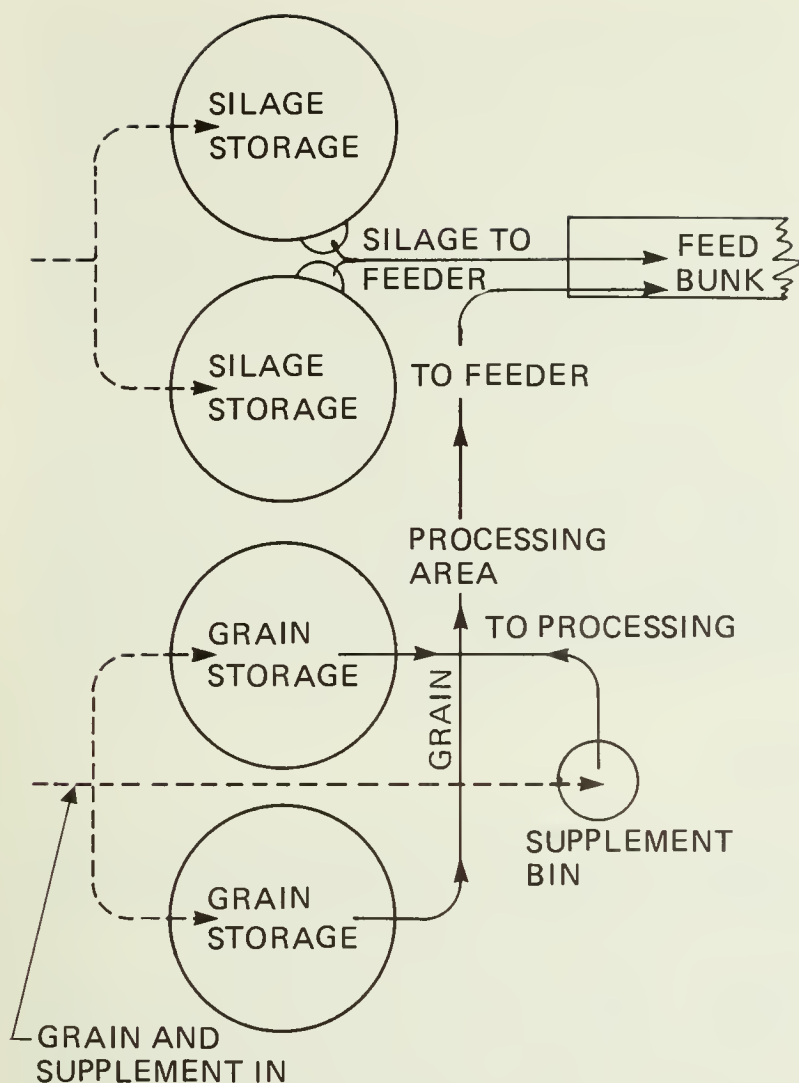 SILAGE
STORAGE
SILAGE TO
FEEDER
FEED
BUNK
SILAGE
STORAGE
TO FEEDER
PROCESSING
AREA
GRAIN
STORAGE
TO PROCESSING
GRAIN
SUPPLEMENT
BIN
GRAIN
STORAGE
GRAIN AND
SUPPLEMENT IN